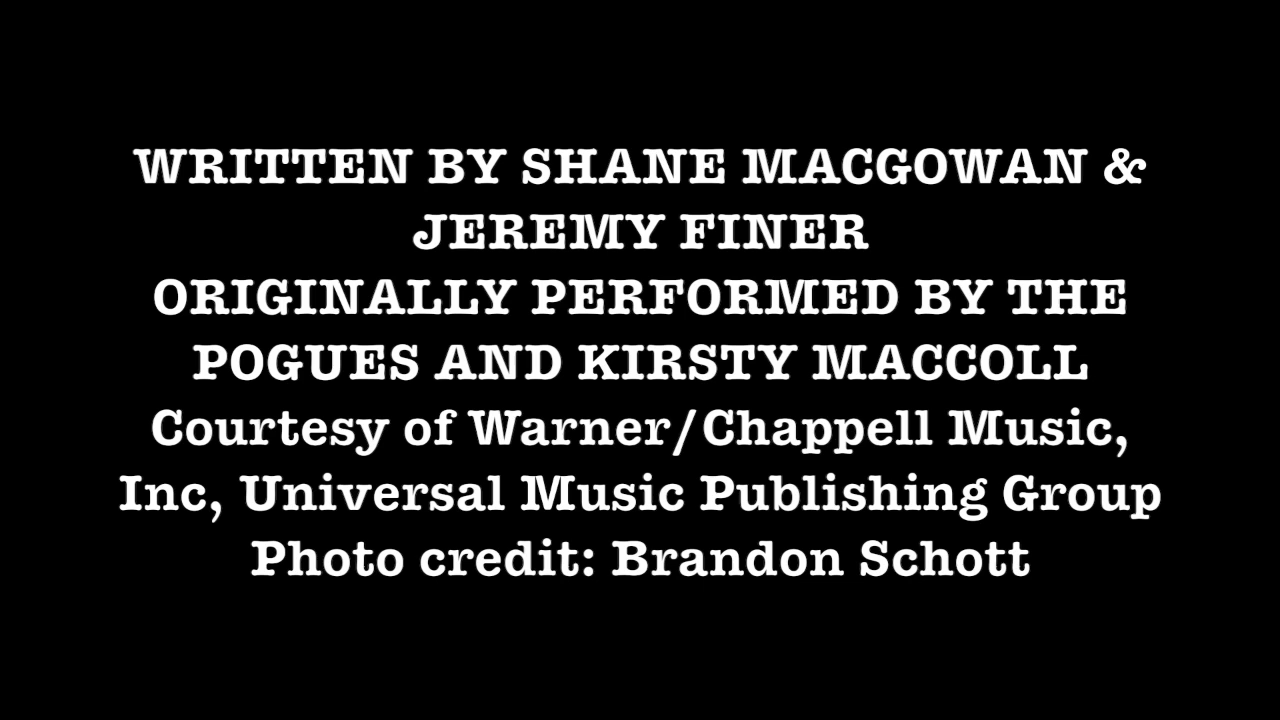 WRITTEN BY SHANE MACGOWAN &
JEREMY FINER
ORIGINALLY PERFORMED BY THE
POGUES AND KIRSTY MACCOLL
Courtesy of Warner/Chappell Music,
Inc, Universal Music Publishing Group
Photo credit: Brandon Schott